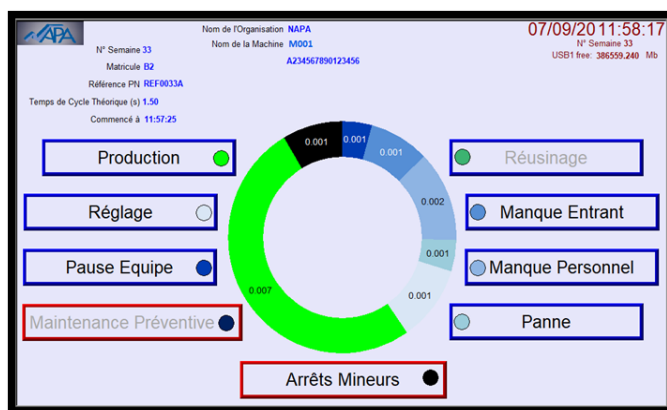 NAPA
Nom de l'Organisation NAPA
07/09/2011:58:17
N° Semaine 33
Nom de la Machine M001
N° Semaine 33
Matricule B2
A234567890123456
USB1 free: 386559.240 Mb
Référence PN REF0033A
Temps de Cycle Théorique (s) 1.50
Commencé à 11:57:25
0.001
0.001
0.001
0.002
0.001
0.001
0.007
Production
Réusinage
Réglage
Manque Entrant
Pause Equipe
Manque Personnel
Maintenance Préventive
Panne
Arrêts Mineurs